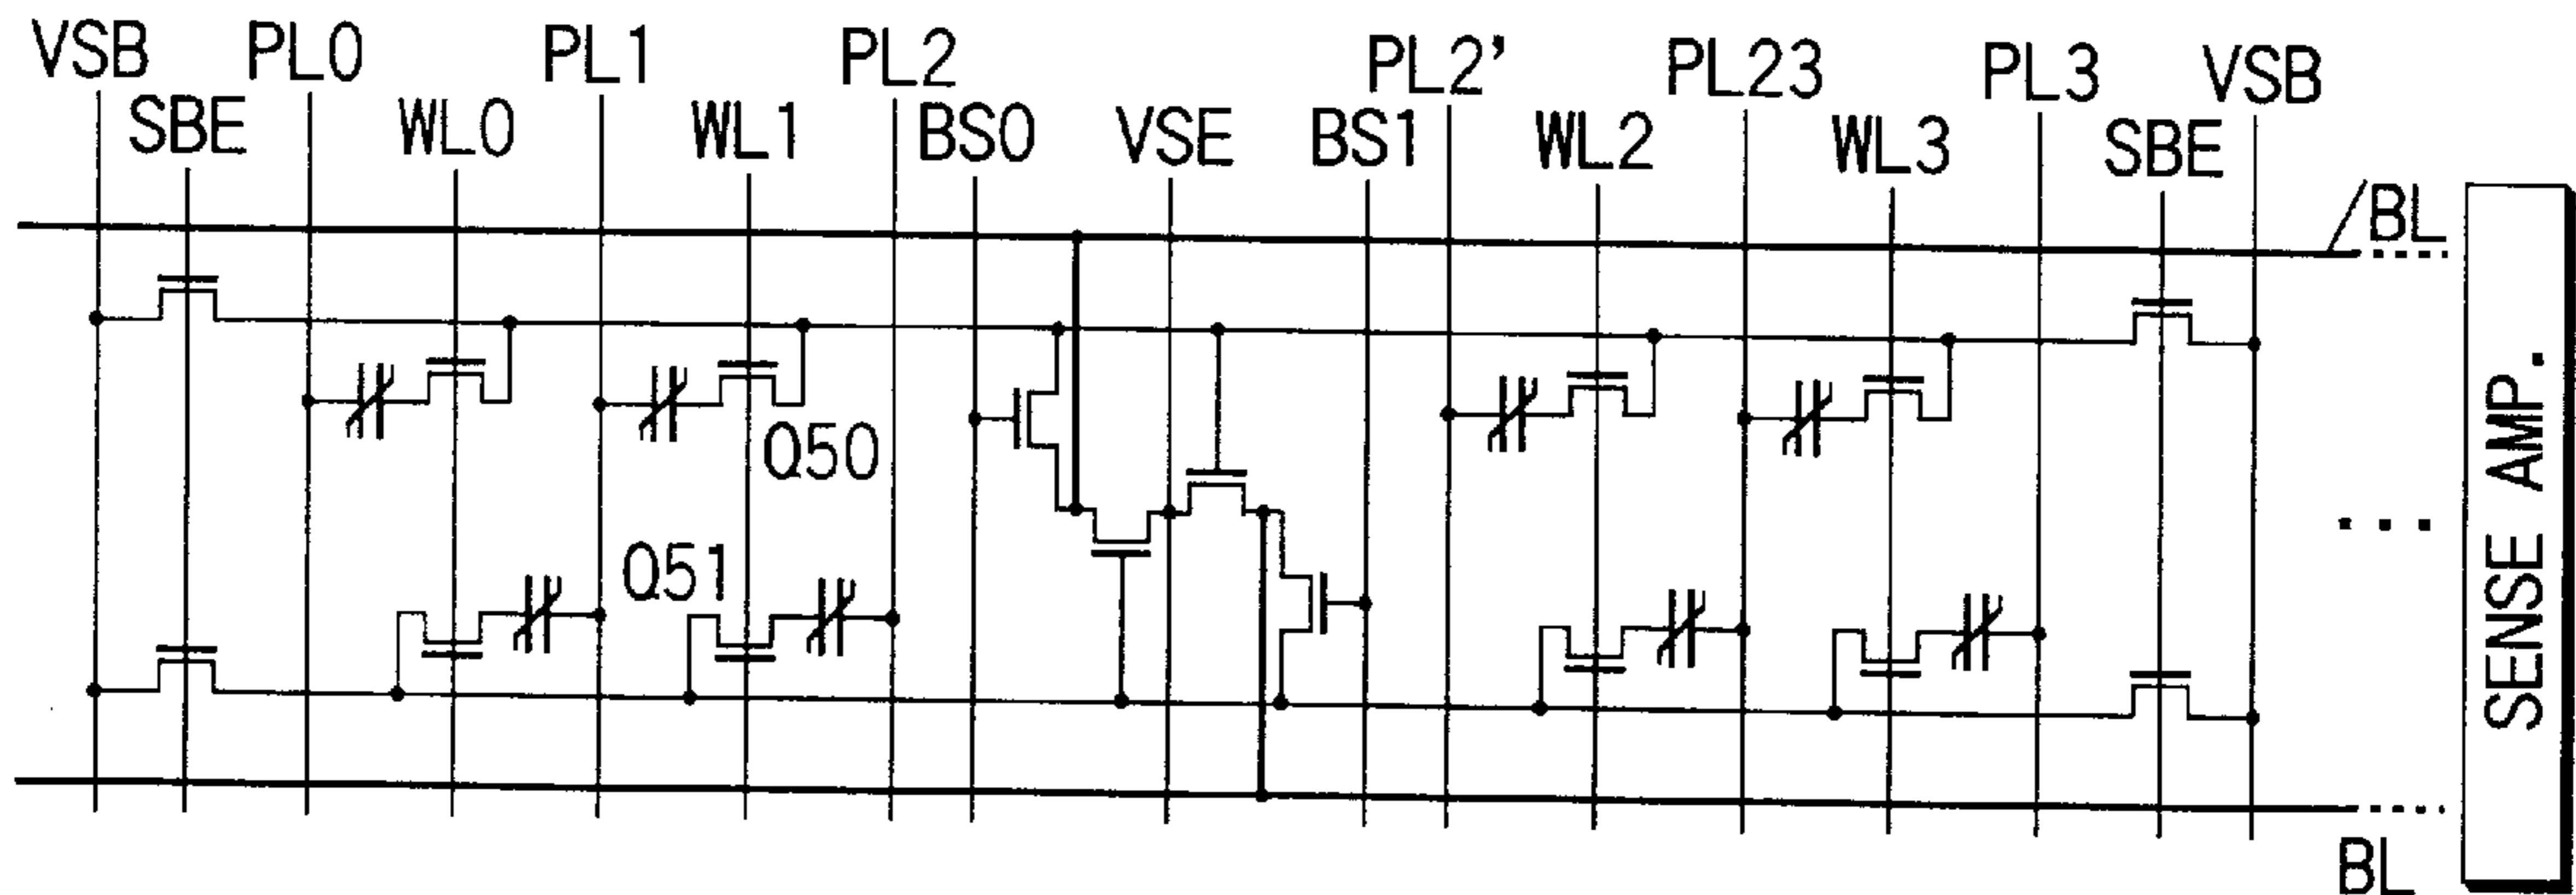 VSB PL0 PL1 PL2 PL2' PL23 PL3 VSB
SBE WL0 WL1 BS0 VSE BS1 WL2 WL3 SBE
/BL
Q50
Q51
SENSE AMP.
...
BL